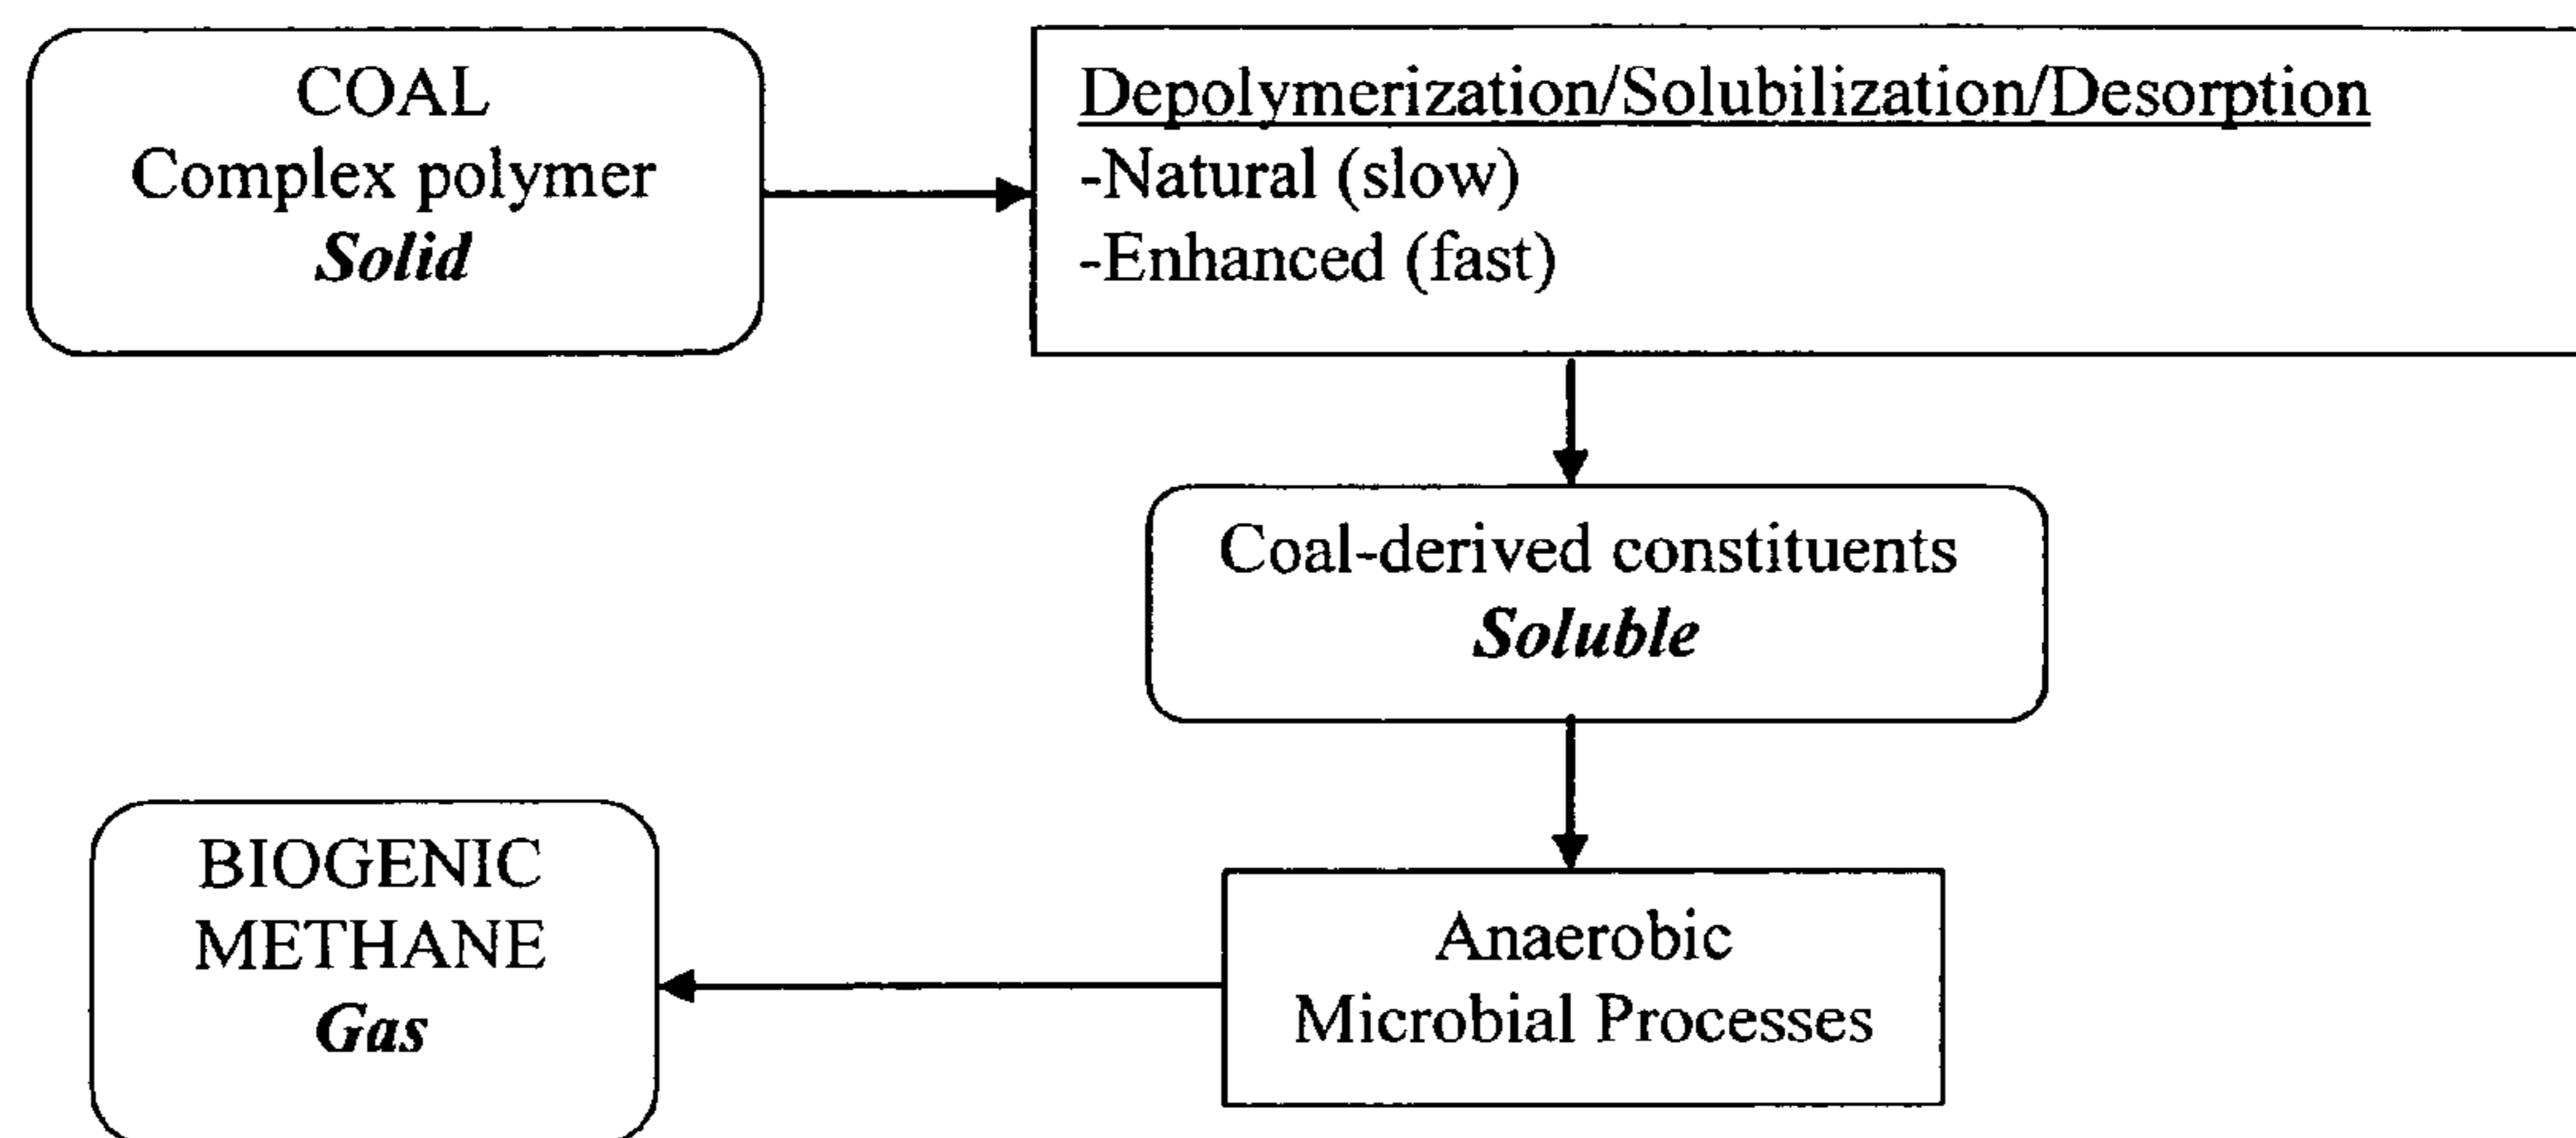 COAL
Complex polymer
Solid
Depolymerization/Solubilization/Desorption
-Natural (slow)
-Enhanced (fast)
Coal-derived constituents
Soluble
Anaerobic
Microbial Processes
BIOGENIC
METHANE
Gas